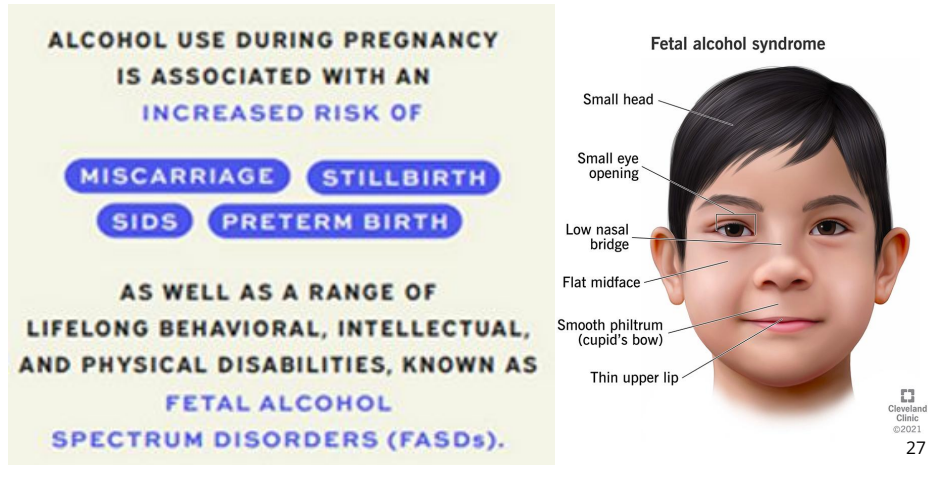 ALCOHOL USE DURING PREGNANCY
IS ASSOCIATED WITH AN
INCREASED RISK OF
MISCARRIAGE STILLBIRTH
SIDS PRETERM BIRTH
AS WELL AS A RANGE OF
LIFELONG BEHAVIORAL, INTELLECTUAL,
AND PHYSICAL DISABILITIES, KNOWN AS
FETAL ALCOHOL
SPECTRUM DISORDERS (FASDs).
Fetal alcohol syndrome
Small head
Small eye
opening
Low nasal
bridge
Flat midface
Smooth philtrum
(cupid's bow)
Thin upper lip
Cleveland
Clinic
©2021
27